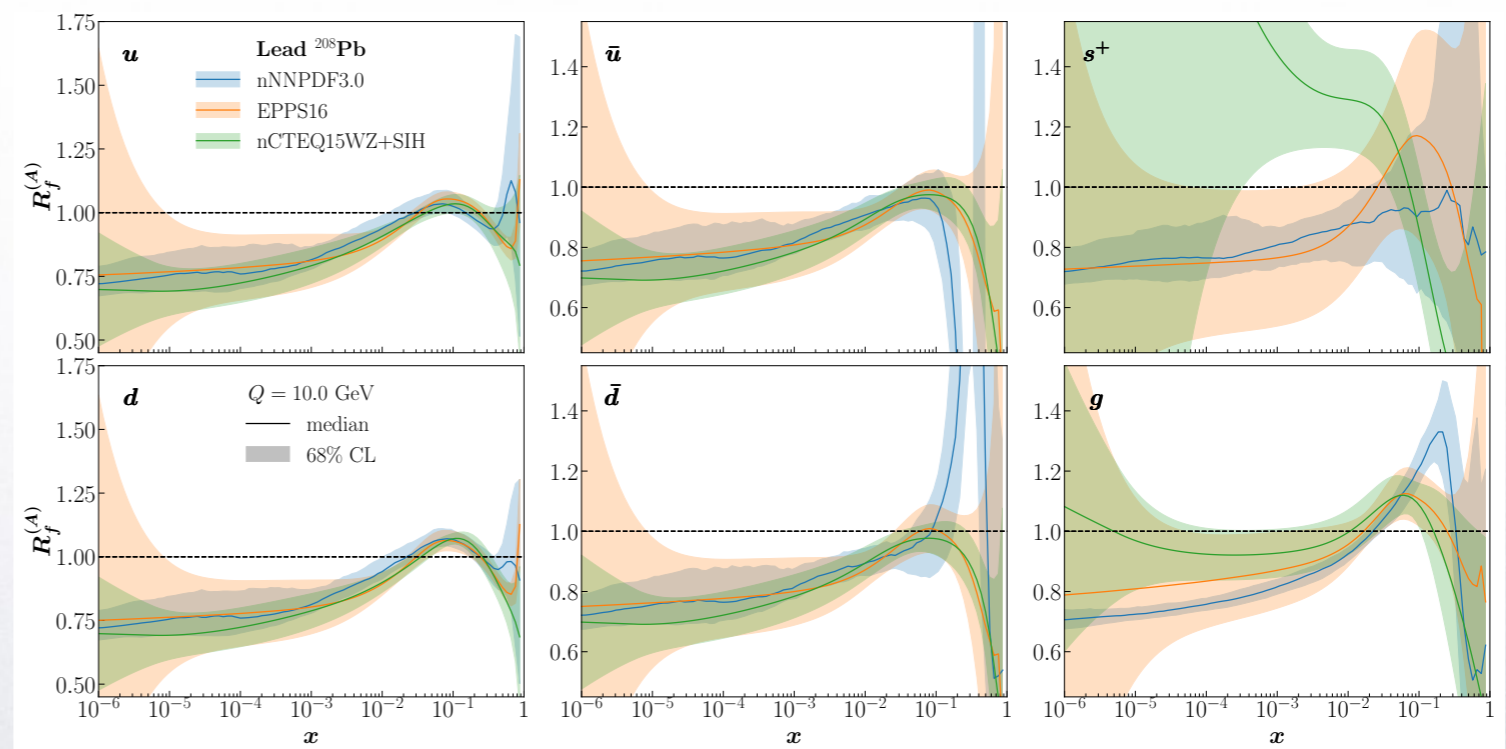 u
Lead ²⁰⁸Pb
nNNPDF3.0
EPPS16
nCTEQ15WZ+SIH
1.75
1.50
1.25
1.00
0.75
0.50
R_f^(A)
ū
1.4
1.2
1.0
0.8
0.6
s⁺
1.4
1.2
1.0
0.8
0.6
d
Q = 10.0 GeV
median
68% CL
1.75
1.50
1.25
1.00
0.75
0.50
R_f^(A)
10⁻⁶ 10⁻⁵ 10⁻⁴ 10⁻³ 10⁻² 10⁻¹ 1
x
d̄
1.4
1.2
1.0
0.8
0.6
10⁻⁶ 10⁻⁵ 10⁻⁴ 10⁻³ 10⁻² 10⁻¹ 1
x
g
1.4
1.2
1.0
0.8
0.6
10⁻⁶ 10⁻⁵ 10⁻⁴ 10⁻³ 10⁻² 10⁻¹ 1
x